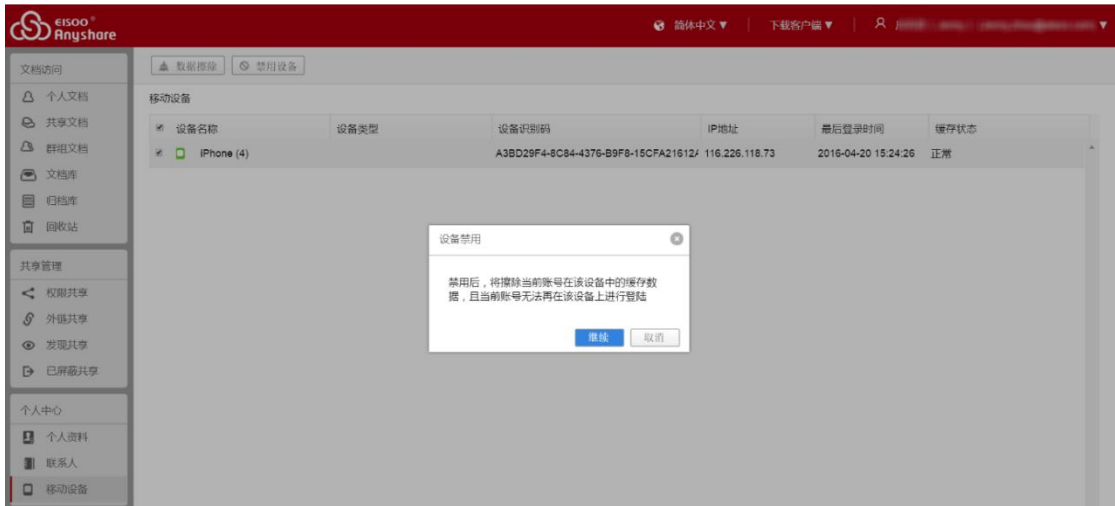 EISOO®
Anyshare
简体中文▼
下载客户端▼
文档访问
个人文档
共享文档
群组文档
文档库
归档库
回收站
共享管理
权限共享
外链共享
发现共享
已屏蔽共享
个人中心
个人资料
联系人
移动设备
数据擦除 禁用设备
移动设备
设备名称 设备类型 设备识别码 IP地址 最后登录时间 缓存状态
iPhone (4) A3BD29F4-8C84-4376-B9F8-15CFA21612 116.226.118.73 2016-04-20 15:24:26 正常
设备禁用
禁用后，将擦除当前账号在该设备中的缓存数
据，且当前账号无法再在该设备上进行登陆
继续 取消